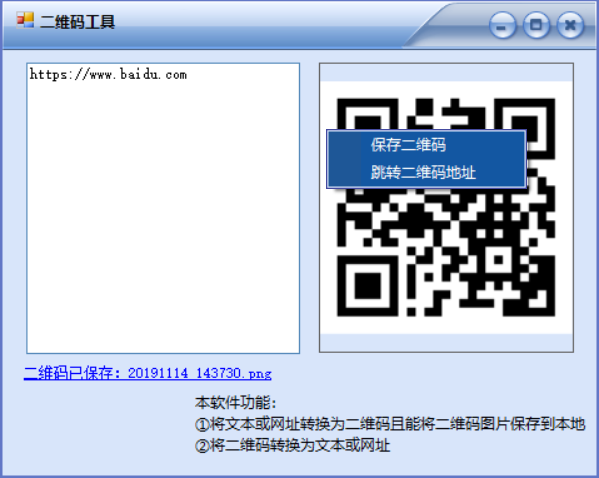 二维码工具
https://www.baidu.com
保存二维码
跳转二维码地址
二维码已保存：20191114_143730.png
本软件功能：
①将文本或网址转换为二维码且能将二维码图片保存到本地
②将二维码转换为文本或网址